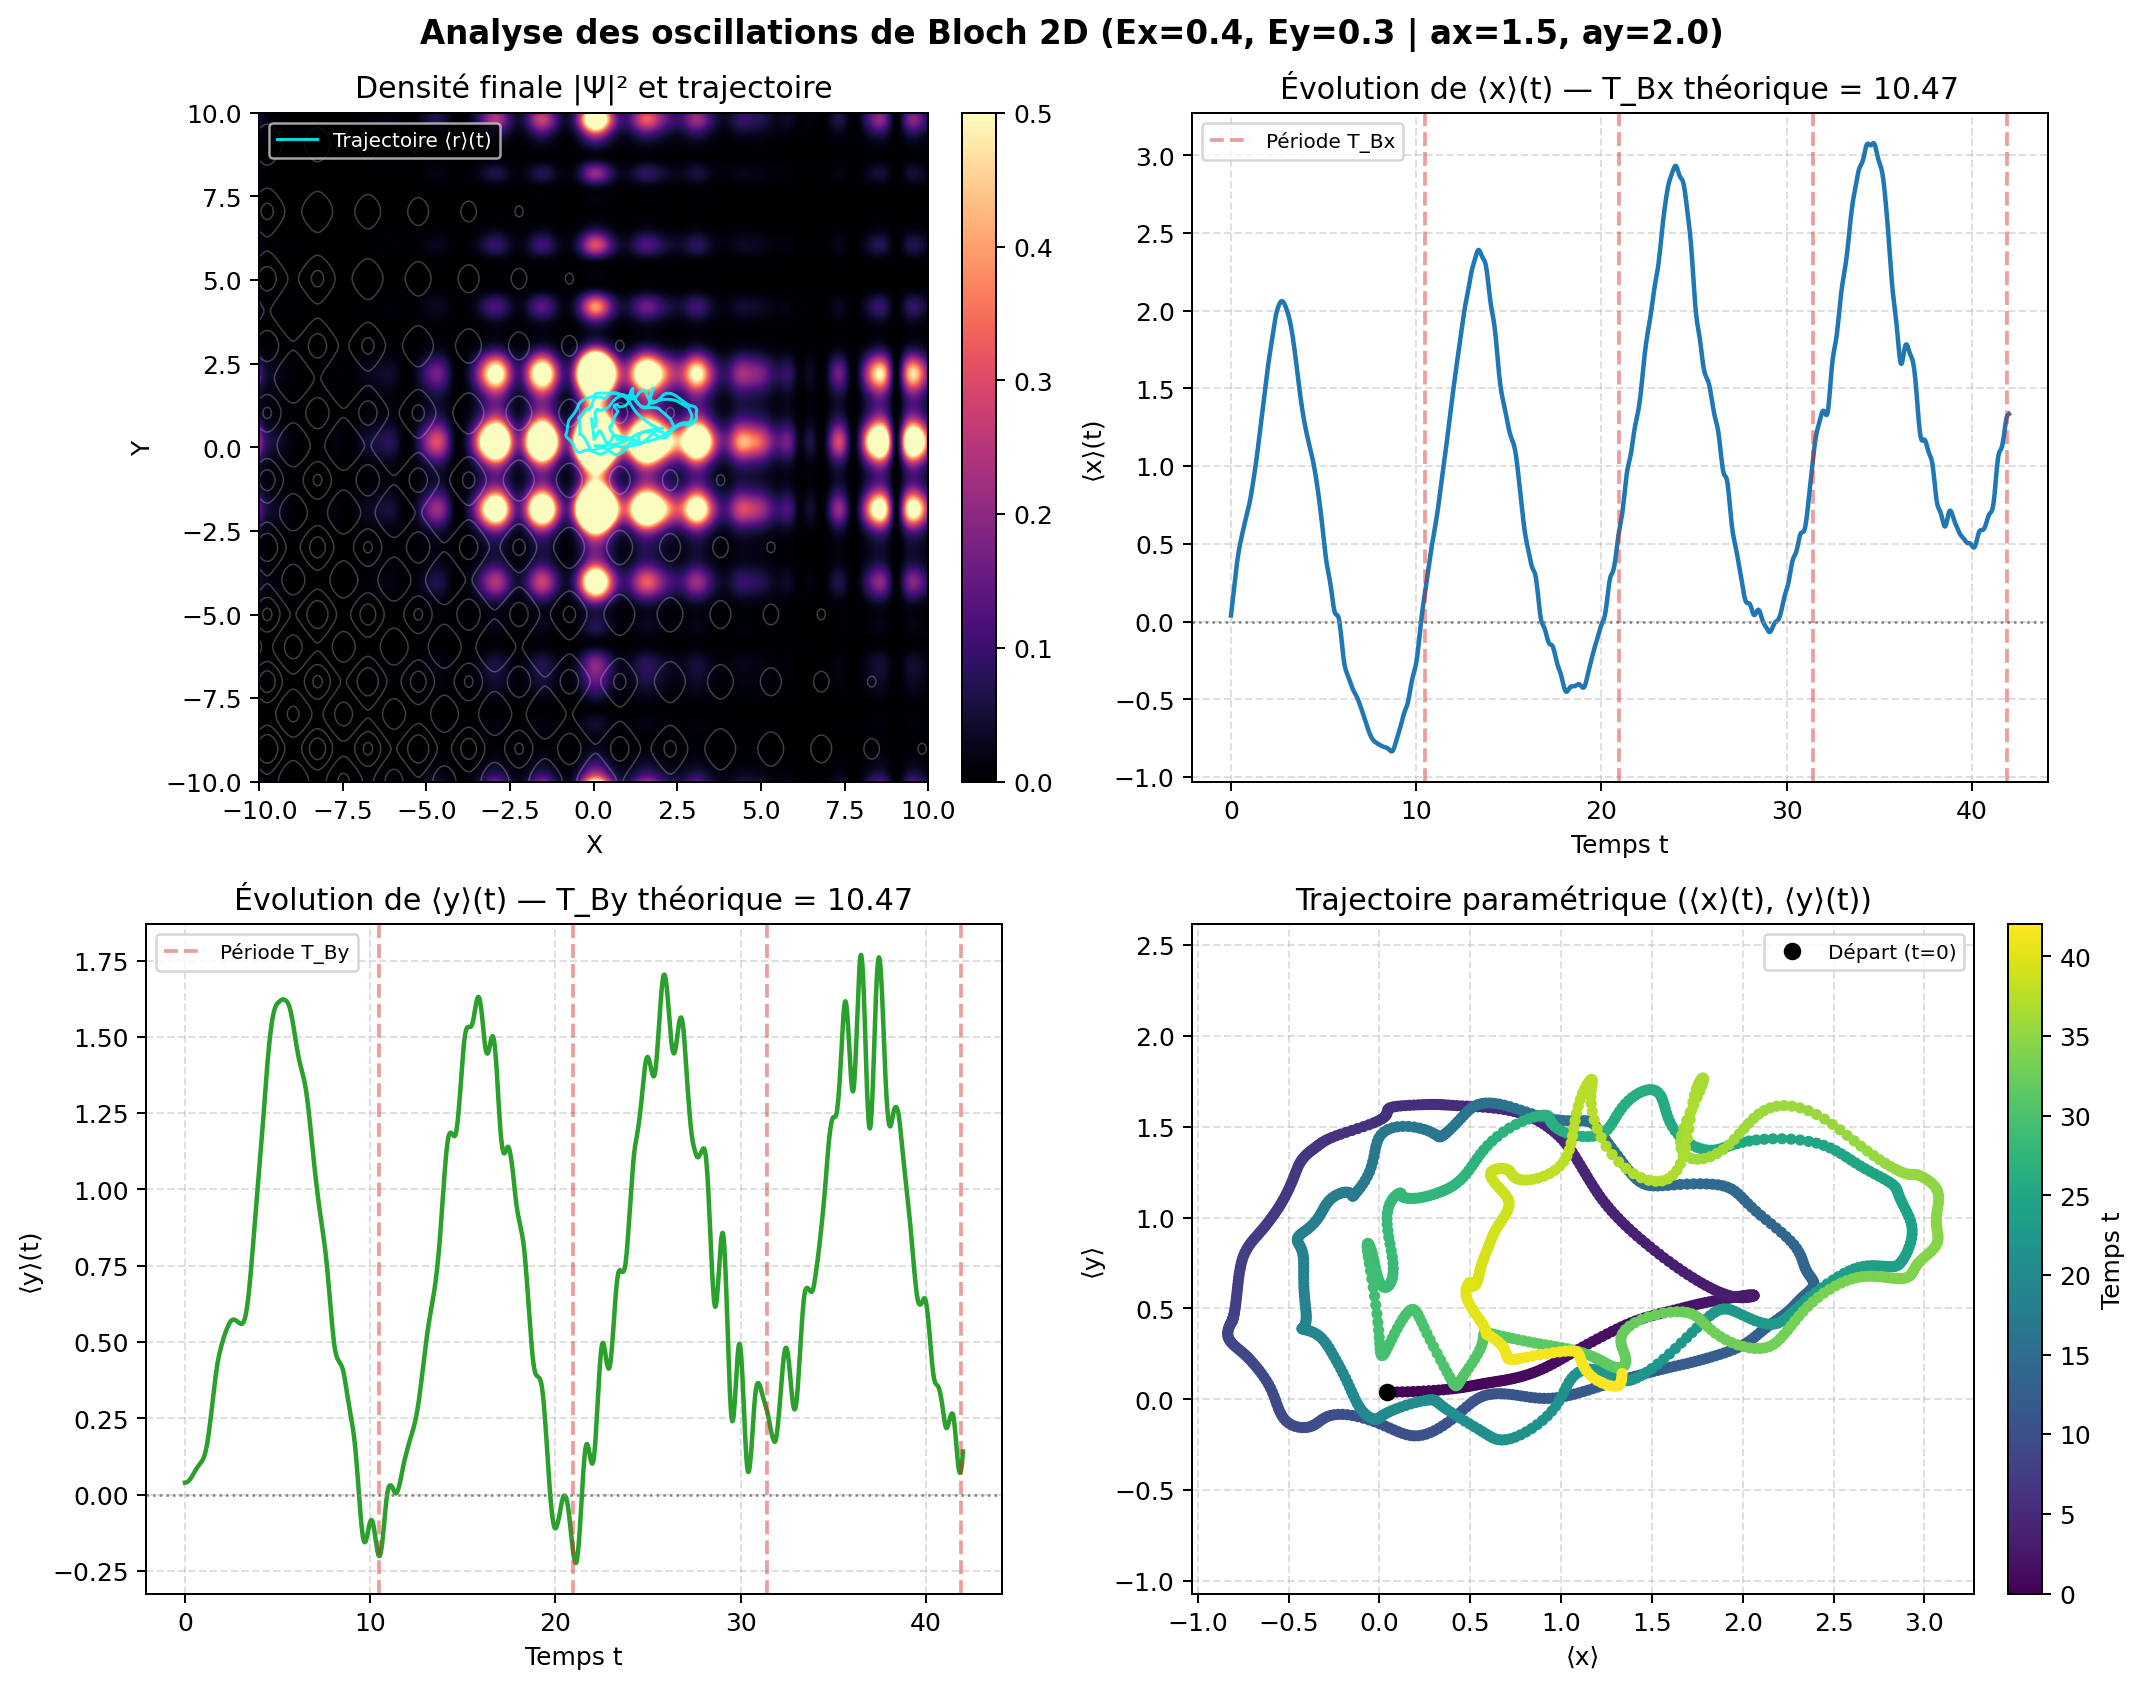 Analyse des oscillations de Bloch 2D (Ex=0.4, Ey=0.3 | ax=1.5, ay=2.0)
Densité finale |Ψ|² et trajectoire
Trajectoire ⟨r⟩(t)
10.0
7.5
5.0
2.5
0.0
−2.5
−5.0
−7.5
−10.0
Y
−10.0 −7.5 −5.0 −2.5 0.0 2.5 5.0 7.5 10.0
X
0.5
0.4
0.3
0.2
0.1
0.0
Évolution de ⟨x⟩(t) — T_Bx théorique = 10.47
Période T_Bx
3.0
2.5
2.0
1.5
1.0
0.5
0.0
−0.5
−1.0
⟨x⟩(t)
0 10 20 30 40
Temps t
Évolution de ⟨y⟩(t) — T_By théorique = 10.47
Période T_By
1.75
1.50
1.25
1.00
0.75
0.50
0.25
0.00
−0.25
⟨y⟩(t)
0 10 20 30 40
Temps t
Trajectoire paramétrique (⟨x⟩(t), ⟨y⟩(t))
Départ (t=0)
2.5
2.0
1.5
1.0
0.5
0.0
−0.5
−1.0
⟨y⟩
−1.0 −0.5 0.0 0.5 1.0 1.5 2.0 2.5 3.0
⟨x⟩
40
35
30
25
20
15
10
5
0
Temps t